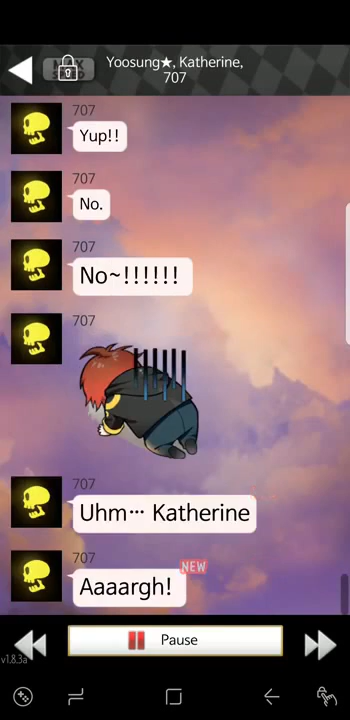 Yoosung★, Katherine,
707
707
Yup!!
707
No.
707
No~!!!!!!
707
707
Uhm··· Katherine
707
NEW
Aaaargh!
Pause
v1.8.3a